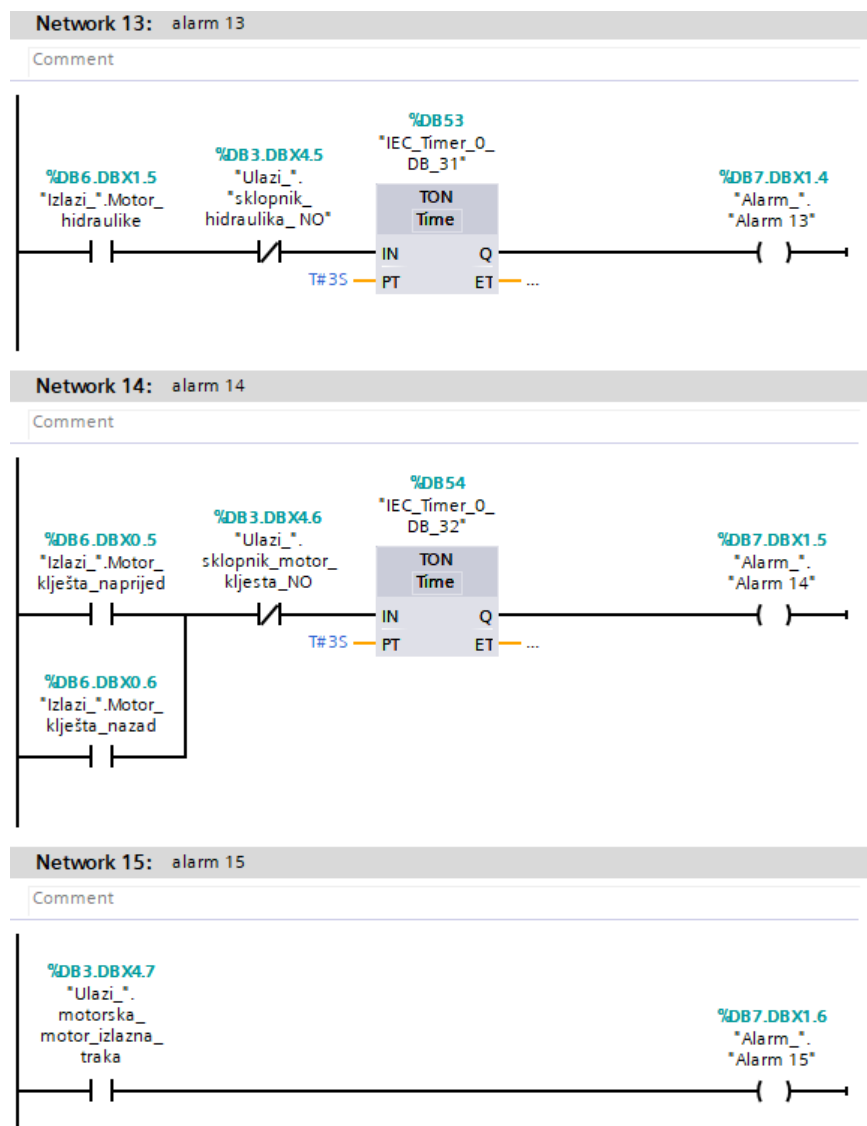 Network 13: alarm 13
Comment
%DB6.DBX1.5
"Izlazi_".Motor_
hidraulike
%DB3.DBX4.5
"Ulazi_".
"sklopnik_
hidraulika_ NO"
%DB53
"IEC_Timer_0_
DB_31"
TON
Time
IN
Q
T#3S
PT
ET
...
%DB7.DBX1.4
"Alarm_".
"Alarm 13"
Network 14: alarm 14
Comment
%DB6.DBX0.5
"Izlazi_".Motor_
klješta_naprijed
%DB3.DBX4.6
"Ulazi_".
sklopnik_motor_
kljesta_NO
%DB54
"IEC_Timer_0_
DB_32"
TON
Time
IN
Q
T#3S
PT
ET
...
%DB7.DBX1.5
"Alarm_".
"Alarm 14"
%DB6.DBX0.6
"Izlazi_".Motor_
klješta_nazad
Network 15: alarm 15
Comment
%DB3.DBX4.7
"Ulazi_".
motorska_
motor_izlazna_
traka
%DB7.DBX1.6
"Alarm_".
"Alarm 15"